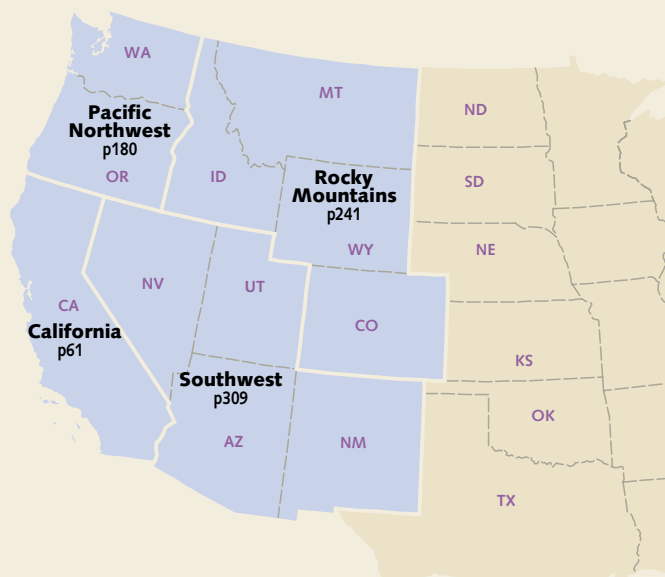 WA
MT
ND
Pacific
Northwest
p180
OR
ID
SD
Rocky
Mountains
p241
WY
NE
NV
UT
CA
California
p61
CO
KS
Southwest
p309
OK
AZ
NM
TX